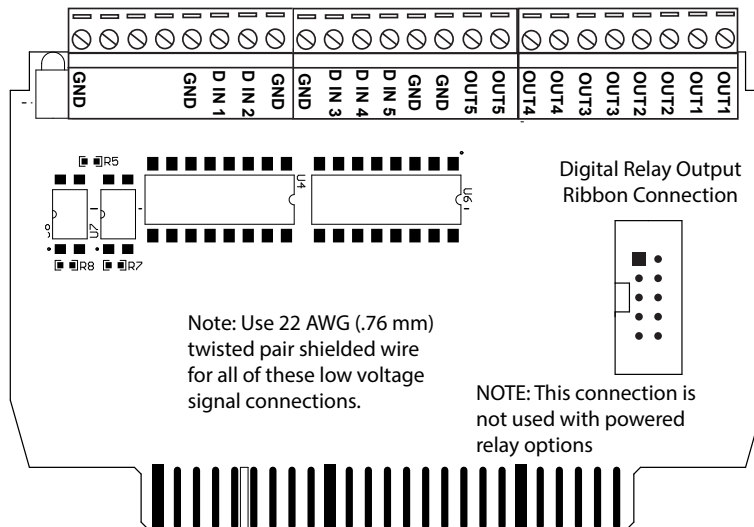 GND
GND
D IN 1
D IN 2
GND
GND
D IN 3
D IN 4
D IN 5
GND
GND
OUT5
OUT5
OUT4
OUT4
OUT3
OUT3
OUT2
OUT2
OUT1
OUT1
R5
U4
U6
U7
R8
R7
Digital Relay Output
Ribbon Connection
Note: Use 22 AWG (.76 mm)
twisted pair shielded wire
for all of these low voltage
signal connections.
NOTE: This connection is
not used with powered
relay options